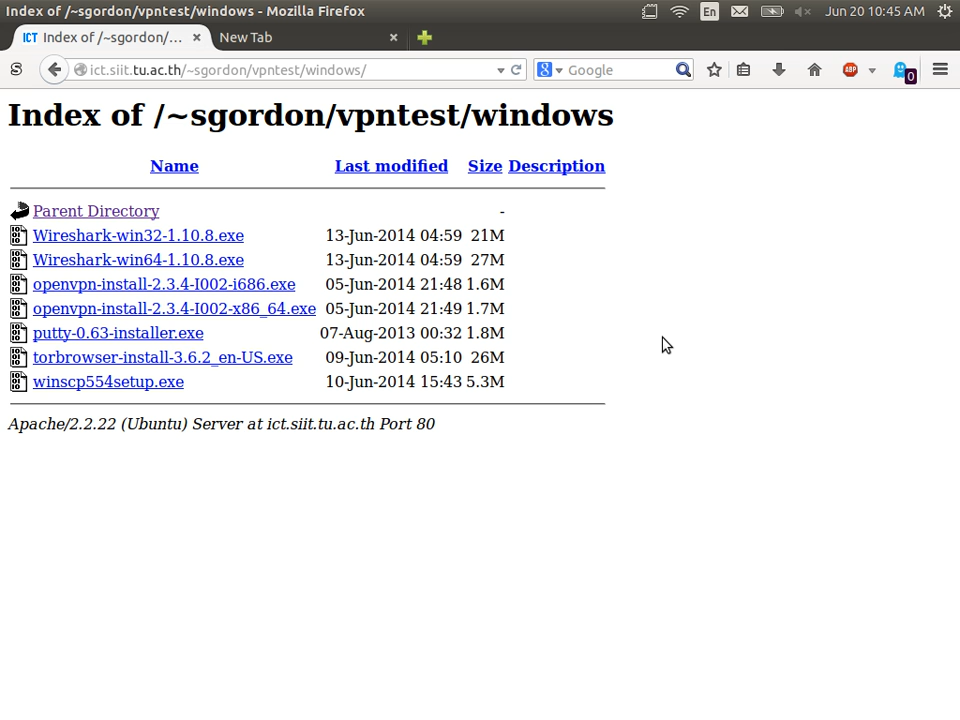 Index of /~sgordon/vpntest/windows - Mozilla Firefox En Jun 20 10:45 AM
ICT Index of /~sgordon/... × New Tab ×
S ict.siit.tu.ac.th/~sgordon/vpntest/windows/ 8 Google ABP 0
Index of /~sgordon/vpntest/windows
Name Last modified Size Description
Parent Directory -
Wireshark-win32-1.10.8.exe 13-Jun-2014 04:59 21M
Wireshark-win64-1.10.8.exe 13-Jun-2014 04:59 27M
openvpn-install-2.3.4-I002-i686.exe 05-Jun-2014 21:48 1.6M
openvpn-install-2.3.4-I002-x86_64.exe 05-Jun-2014 21:49 1.7M
putty-0.63-installer.exe 07-Aug-2013 00:32 1.8M
torbrowser-install-3.6.2_en-US.exe 09-Jun-2014 05:10 26M
winscp554setup.exe 10-Jun-2014 15:43 5.3M
Apache/2.2.22 (Ubuntu) Server at ict.siit.tu.ac.th Port 80